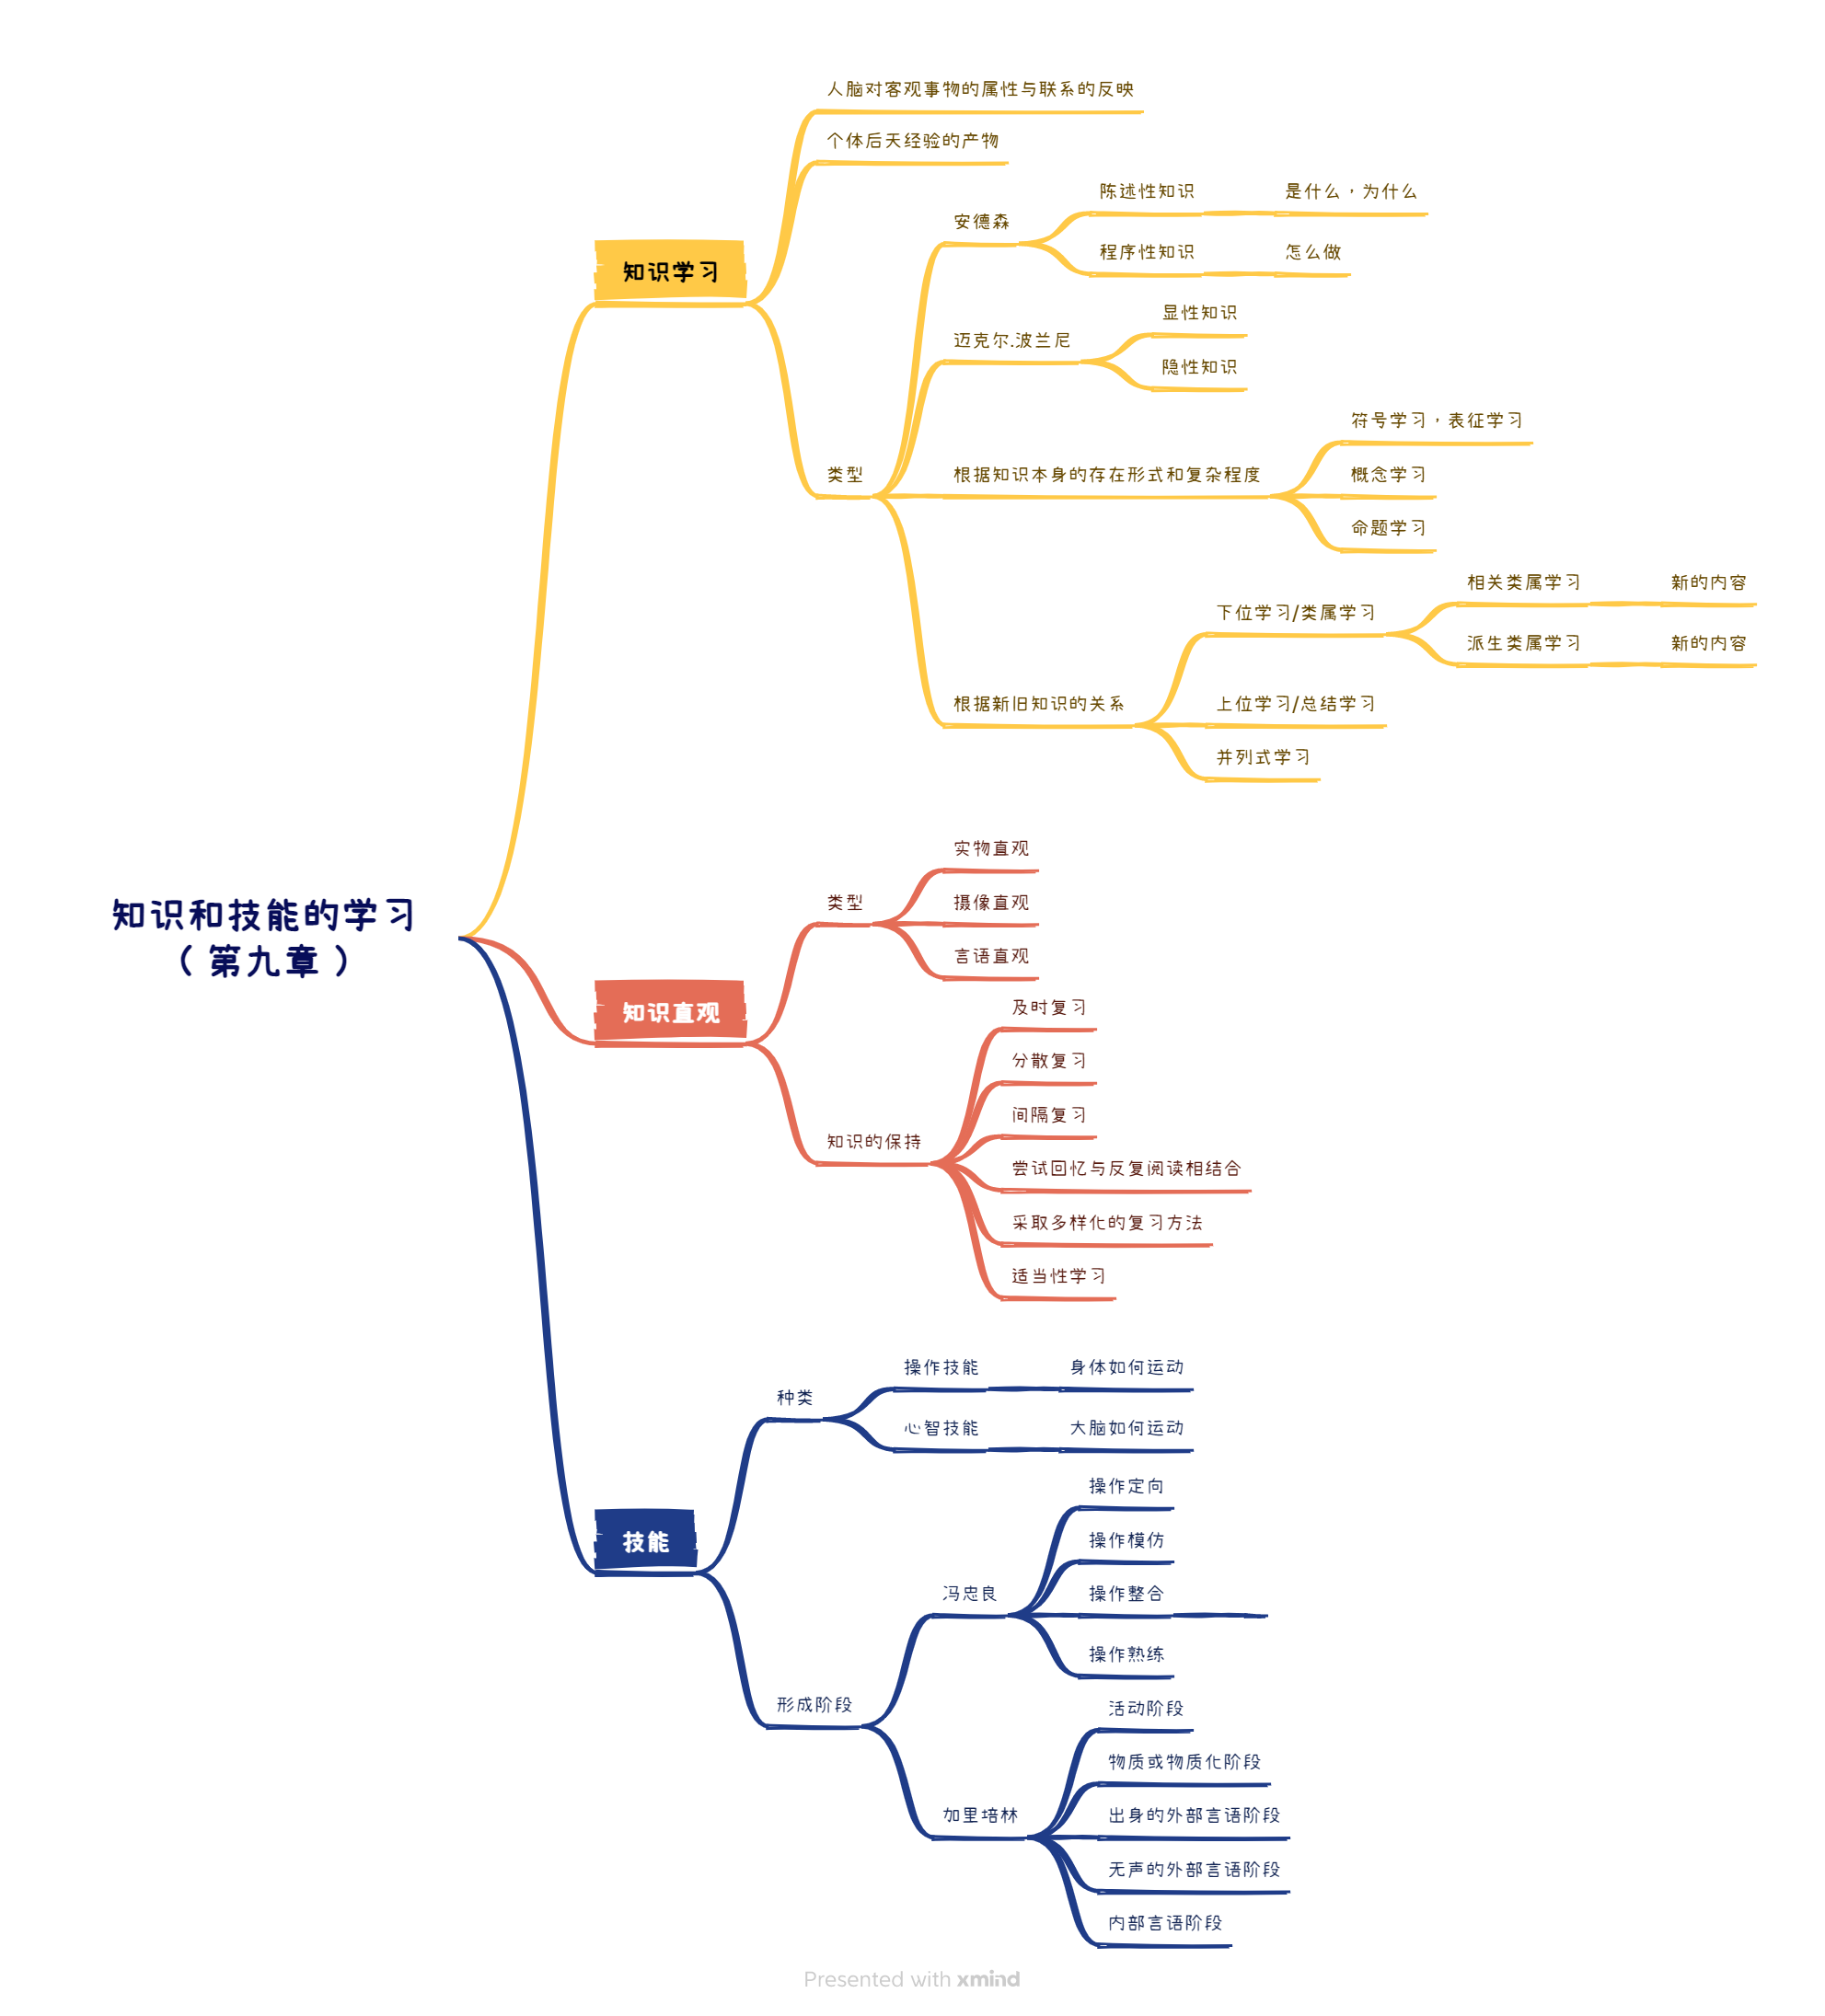 知识和技能的学习
（第九章）
知识学习
人脑对客观事物的属性与联系的反映
个体后天经验的产物
类型
安德森
陈述性知识
是什么，为什么
程序性知识
怎么做
迈克尔.波兰尼
显性知识
隐性知识
根据知识本身的存在形式和复杂程度
符号学习，表征学习
概念学习
命题学习
根据新旧知识的关系
下位学习/类属学习
相关类属学习
新的内容
派生类属学习
新的内容
上位学习/总结学习
并列式学习
知识直观
类型
实物直观
摄像直观
言语直观
知识的保持
及时复习
分散复习
间隔复习
尝试回忆与反复阅读相结合
采取多样化的复习方法
适当性学习
技能
种类
操作技能
身体如何运动
心智技能
大脑如何运动
形成阶段
冯忠良
操作定向
操作模仿
操作整合
操作熟练
加里培林
活动阶段
物质或物质化阶段
出身的外部言语阶段
无声的外部言语阶段
内部言语阶段
Presented with xmind